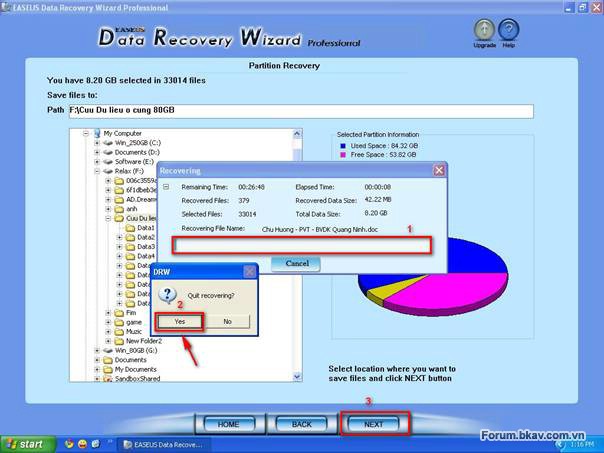 EASEUS Data Recovery Wizard Professional
EASEUS
Data Recovery Wizard Professional
Upgrade
Help
Partition Recovery
You have 8.20 GB selected in 33014 files
Save files to:
Path F:\Cuu Du lieu o cung 80GB
My Computer
Win_250GB (C:)
Documents (D:)
Software (E:)
Relax (F:)
006c3559
6f1dbeb3
AD.Dream
anh
Cuu Du lie
Data1
Data2
Data3
Data4
Data
Data
Data
Data
Data
Fim
game
Muzic
New Folder2
Win_80GB (G:)
Documents
My Documents
SandboxShared
Selected Partition Information
Used Space : 84.32 GB
Free Space : 53.82 GB
Recovering
Remaining Time: 00:26:48
Elapsed Time: 00:00:08
Recovered Files: 379
Recovered Data Size: 42.22 MB
Selected Files: 33014
Total Data Size: 8.20 GB
Recovering File Name: Chu Huong - PVT - BVDK Quang Ninh.doc
1
Cancel
DRW
Quit recovering?
2
Yes
No
Select location where you want to
save files and click NEXT button
3
HOME
BACK
NEXT
start
EASEUS Data Recove...
1:16 PM
Forum.bkav.com.vn